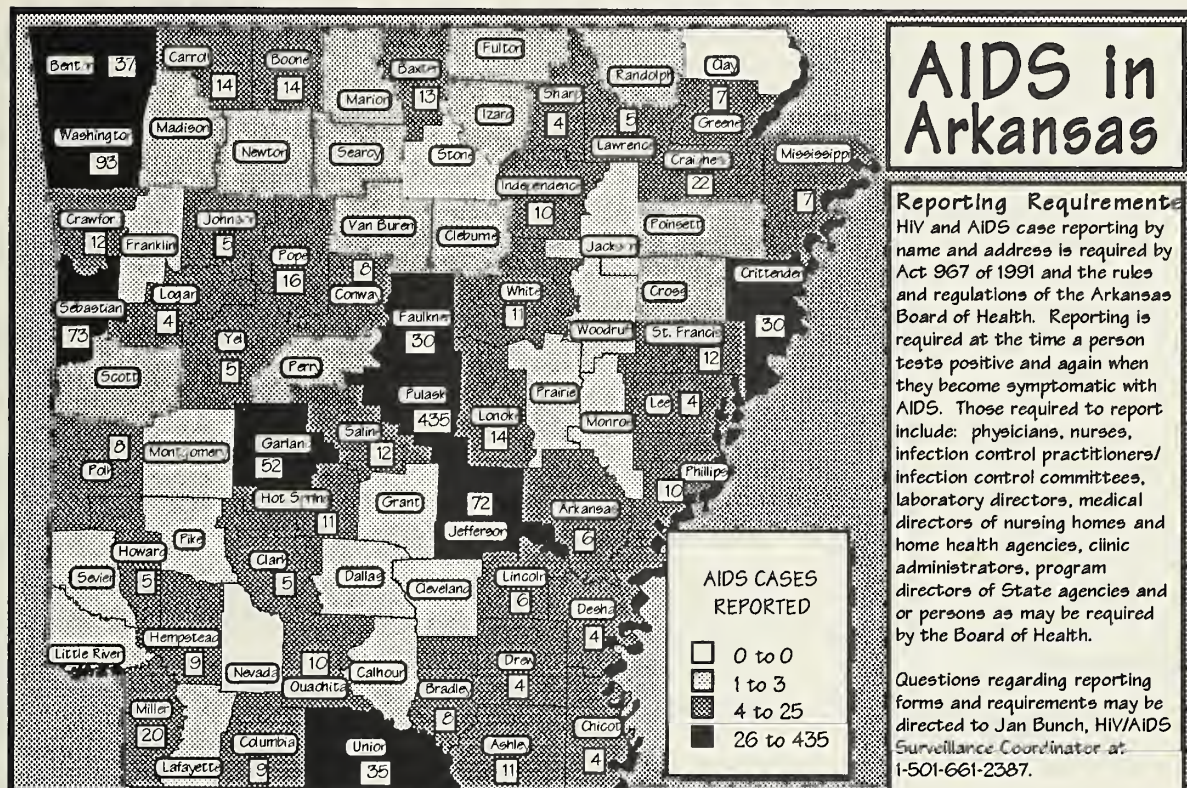 AIDS in
Arkansas
Reporting Requirements
HIV and AIDS case reporting by
name and address is required by
Act 967 of 1991 and the rules
and regulations of the Arkansas
Board of Health. Reporting is
required at the time a person
tests positive and again when
they become symptomatic with
AIDS. Those required to report
include: physicians, nurses,
infection control practitioners/
infection control committees,
laboratory directors, medical
directors of nursing homes and
home health agencies, clinic
administrators, program
directors of State agencies and
or persons as may be required
by the Board of Health.
Questions regarding reporting
forms and requirements may be
directed to Jan Bunch, HIV/AIDS
Surveillance Coordinator at
1-501-661-2387.
Benton 37
Carroll
14
Boone
14
Marion
Baxter
13
Fulton
Izard
Sharp
4
Randolph
5
Lawrence
Clay
7
Greene
Washington
93
Madison
Newton
Searcy
Stone
Independence
10
Craighead
22
Mississippi
7
Crawford
12
Franklin
Johnson
5
Pope
16
Van Buren
8
Conway
Cleburne
Jackson
Poinsett
Sebastian
73
Logan
4
Yell
5
Perry
Faulkner
30
White
11
Woodruff
Cross
St. Francis
12
Crittenden
30
Scott
Pulaski
435
Lonoke
14
Prairie
Monroe
Lee 4
8
Polk
Montgomery
Garland
52
Saline
12
Hot Spring
11
Grant
72
Jefferson
Arkansas
6
Phillips
10
Sevier
Howard
5
Pike
Clark
5
Dallas
Cleveland
Lincoln
6
Desha
4
Little River
Hempstead
9
Nevada
10
Ouachita
Calhoun
Bradley
8
Drew
4
Miller
20
Lafayette
Columbia
9
Union
35
Ashley
11
Chicot
4
AIDS CASES
REPORTED
0 to 0
1 to 3
4 to 25
26 to 435